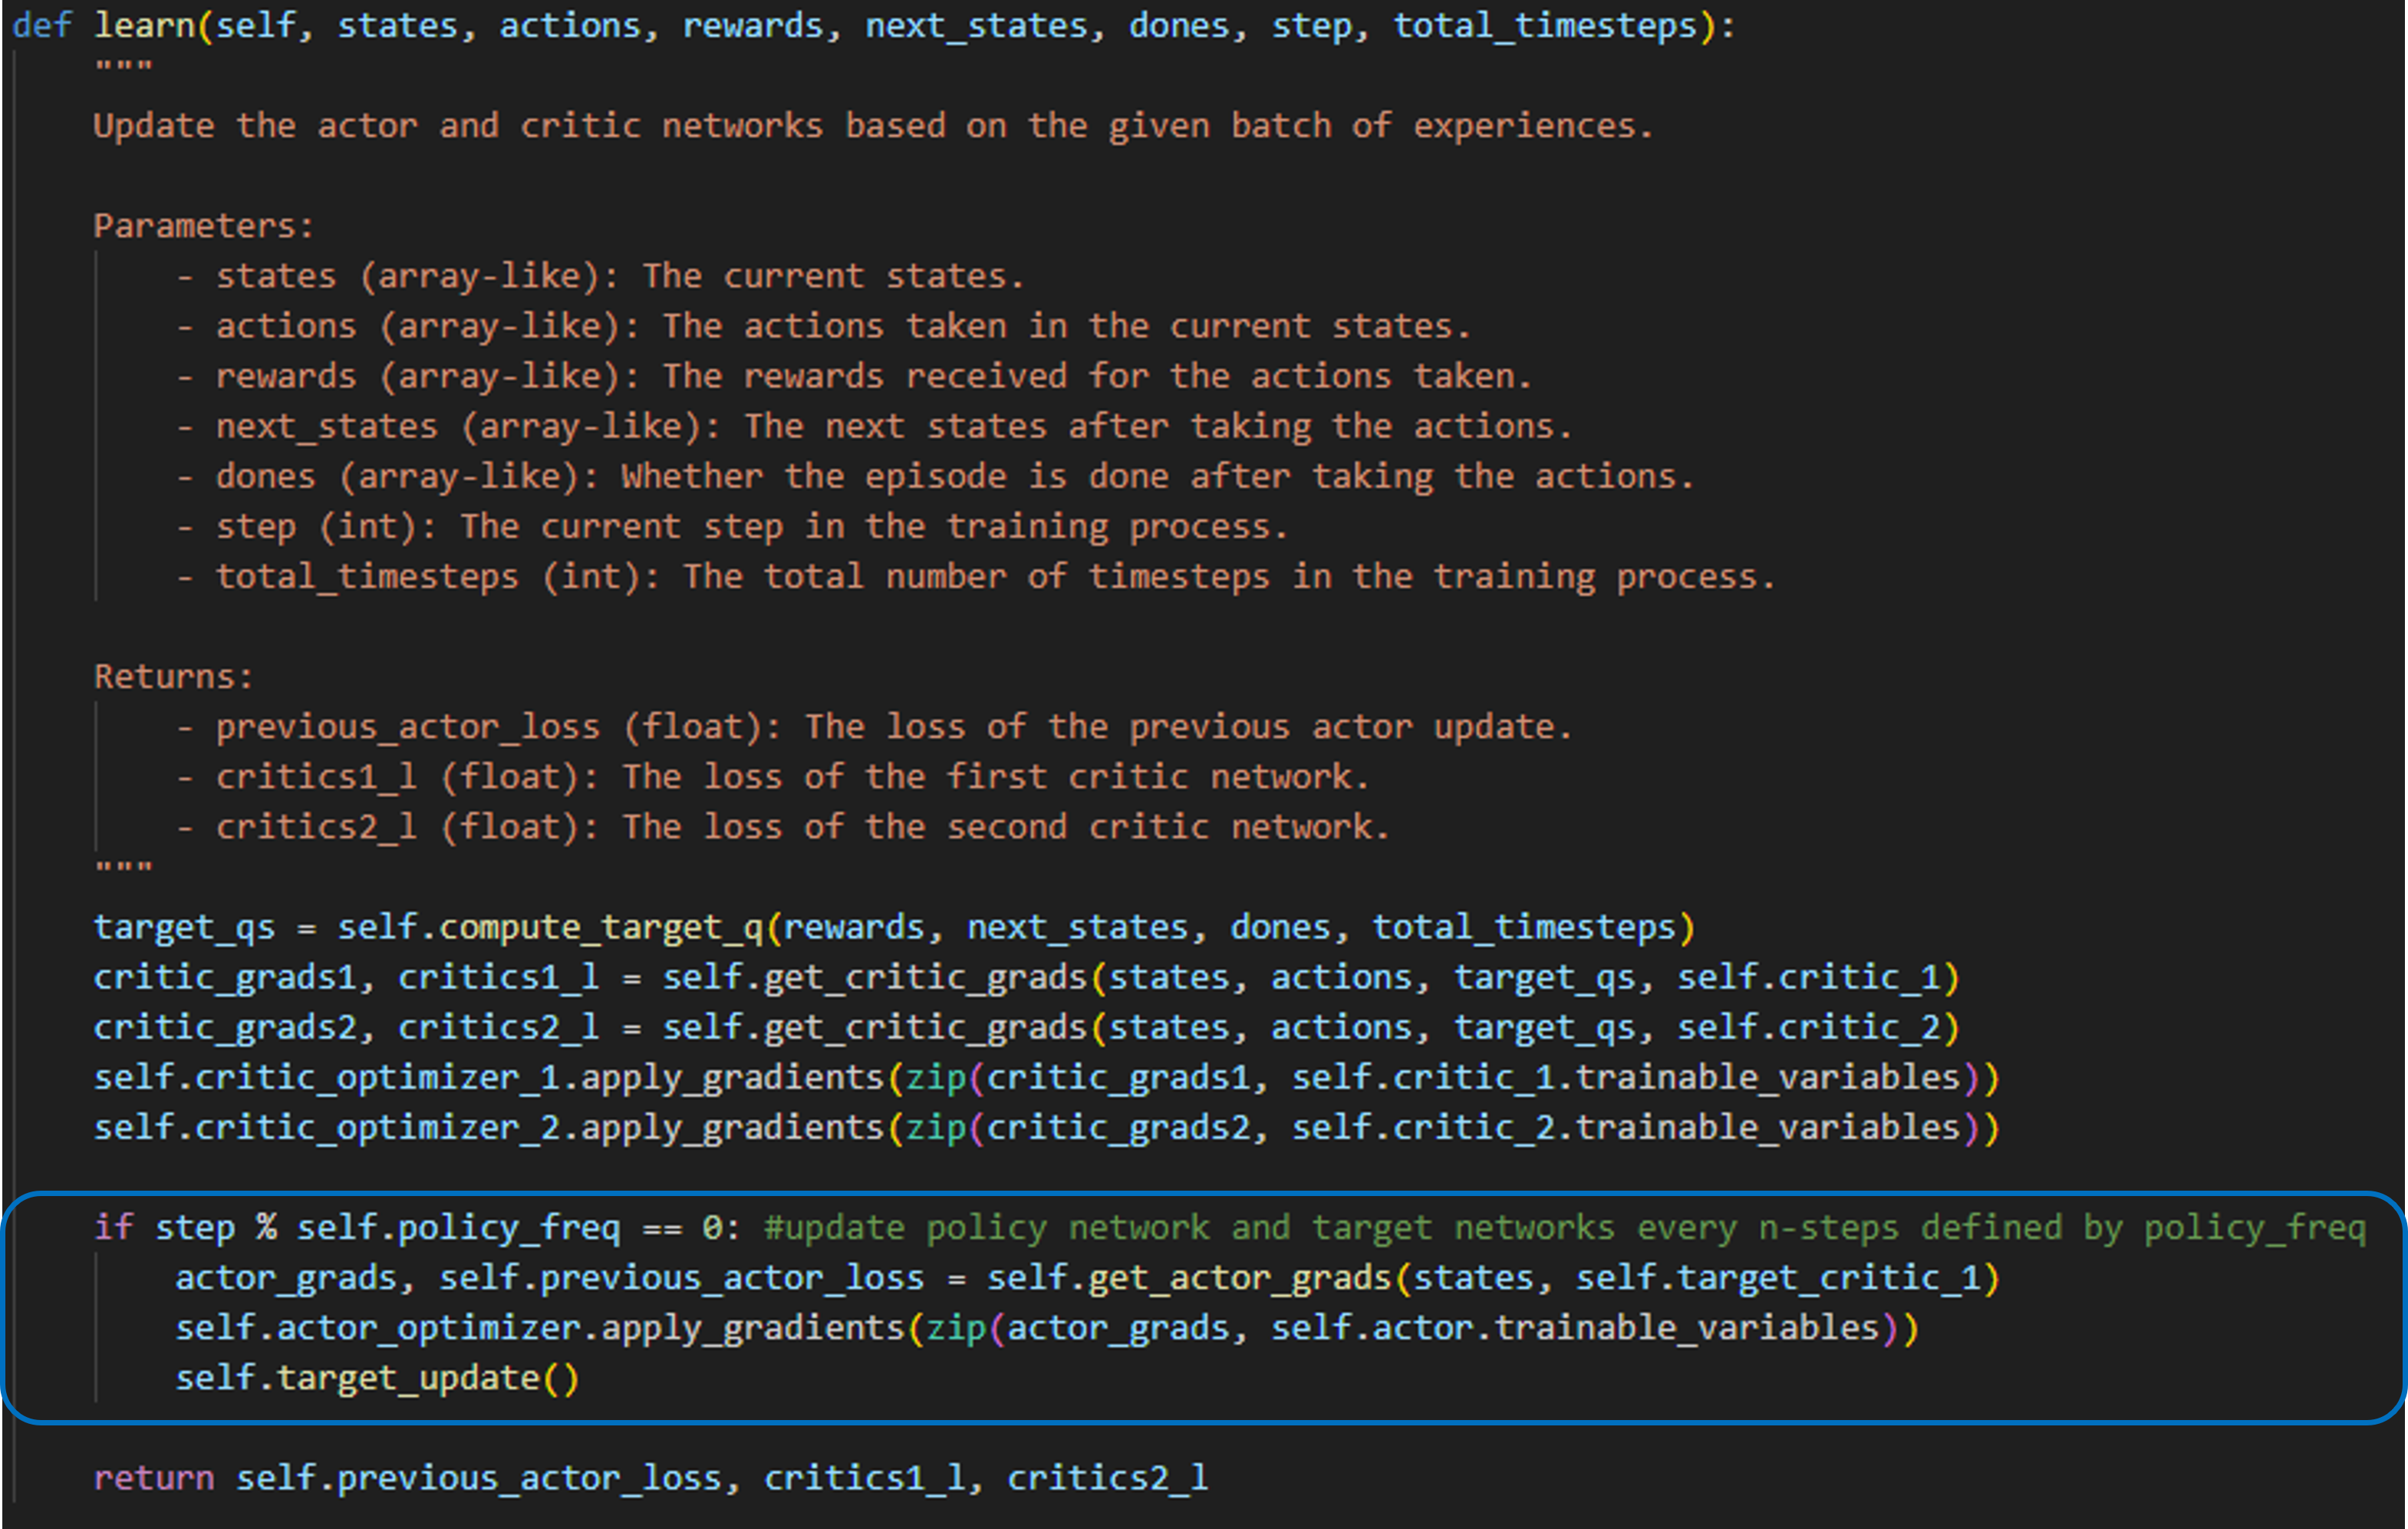 def learn(self, states, actions, rewards, next_states, dones, step, total_timesteps):
"""
Update the actor and critic networks based on the given batch of experiences.
Parameters:
- states (array-like): The current states.
- actions (array-like): The actions taken in the current states.
- rewards (array-like): The rewards received for the actions taken.
- next_states (array-like): The next states after taking the actions.
- dones (array-like): Whether the episode is done after taking the actions.
- step (int): The current step in the training process.
- total_timesteps (int): The total number of timesteps in the training process.
Returns:
- previous_actor_loss (float): The loss of the previous actor update.
- critics1_l (float): The loss of the first critic network.
- critics2_l (float): The loss of the second critic network.
"""
target_qs = self.compute_target_q(rewards, next_states, dones, total_timesteps)
critic_grads1, critics1_l = self.get_critic_grads(states, actions, target_qs, self.critic_1)
critic_grads2, critics2_l = self.get_critic_grads(states, actions, target_qs, self.critic_2)
self.critic_optimizer_1.apply_gradients(zip(critic_grads1, self.critic_1.trainable_variables))
self.critic_optimizer_2.apply_gradients(zip(critic_grads2, self.critic_2.trainable_variables))
if step % self.policy_freq == 0: #update policy network and target networks every n-steps defined by policy_freq
actor_grads, self.previous_actor_loss = self.get_actor_grads(states, self.target_critic_1)
self.actor_optimizer.apply_gradients(zip(actor_grads, self.actor.trainable_variables))
self.target_update()
return self.previous_actor_loss, critics1_l, critics2_l